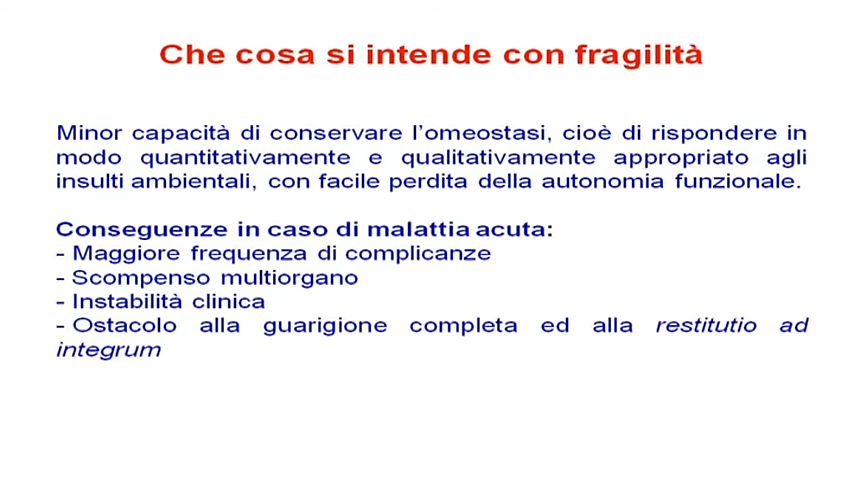 Che cosa si intende con fragilità
Minor capacità di conservare l'omeostasi, cioè di rispondere in
modo quantitativamente e qualitativamente appropriato agli
insulti ambientali, con facile perdita della autonomia funzionale.
Conseguenze in caso di malattia acuta:
- Maggiore frequenza di complicanze
- Scompenso multiorgano
- Instabilità clinica
- Ostacolo alla guarigione completa ed alla restitutio ad
integrum